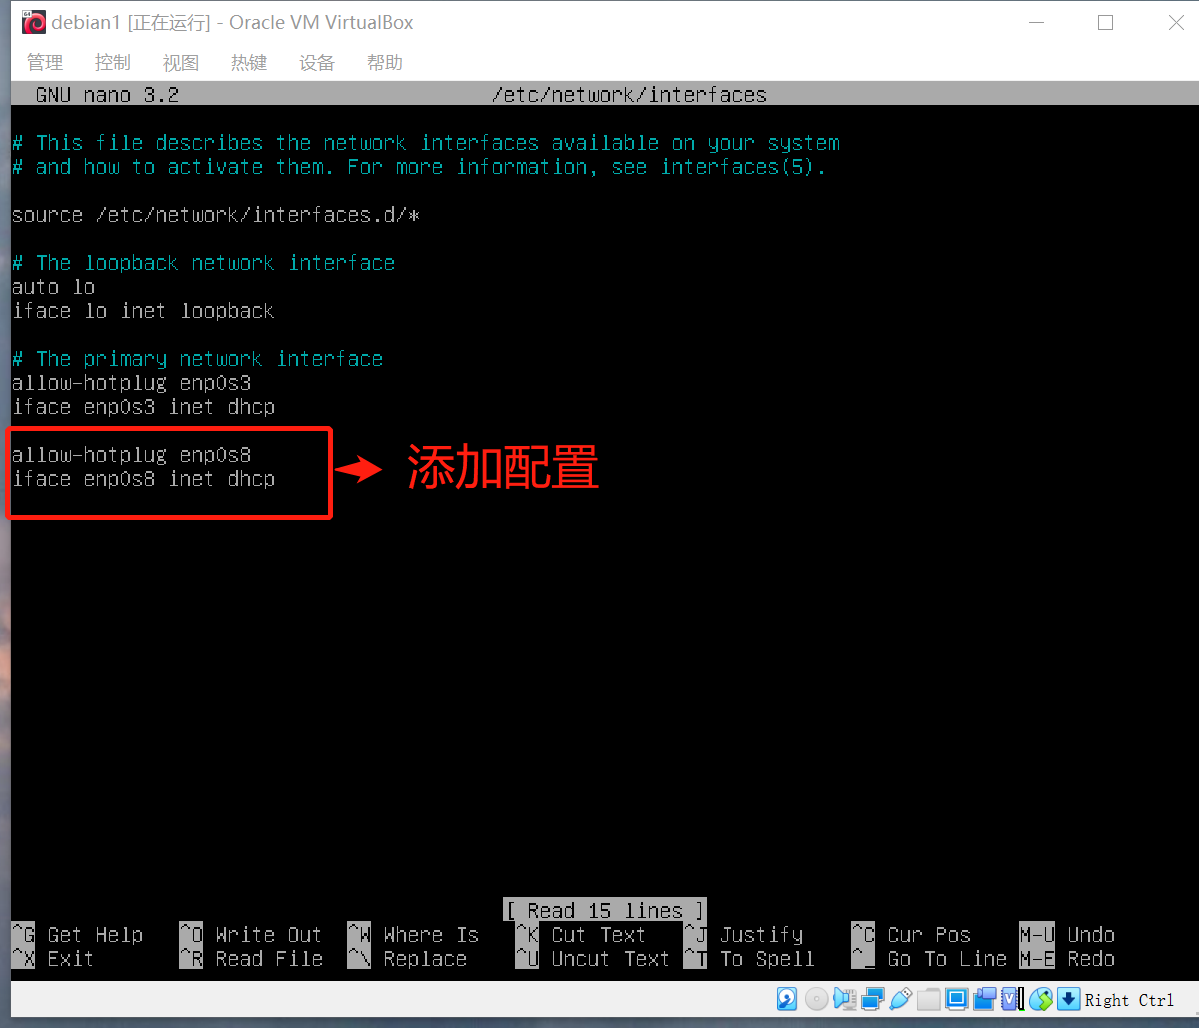 debian1 [正在运行] - Oracle VM VirtualBox
管理 控制 视图 热键 设备 帮助
GNU nano 3.2 /etc/network/interfaces
# This file describes the network interfaces available on your system
# and how to activate them. For more information, see interfaces(5).
source /etc/network/interfaces.d/*
# The loopback network interface
auto lo
iface lo inet loopback
# The primary network interface
allow-hotplug enp0s3
iface enp0s3 inet dhcp
allow-hotplug enp0s8
iface enp0s8 inet dhcp
添加配置
[ Read 15 lines ]
^G Get Help ^O Write Out ^W Where Is ^K Cut Text ^J Justify ^C Cur Pos M-U Undo
^X Exit ^R Read File ^\ Replace ^U Uncut Text ^T To Spell ^_ Go To Line M-E Redo
Right Ctrl